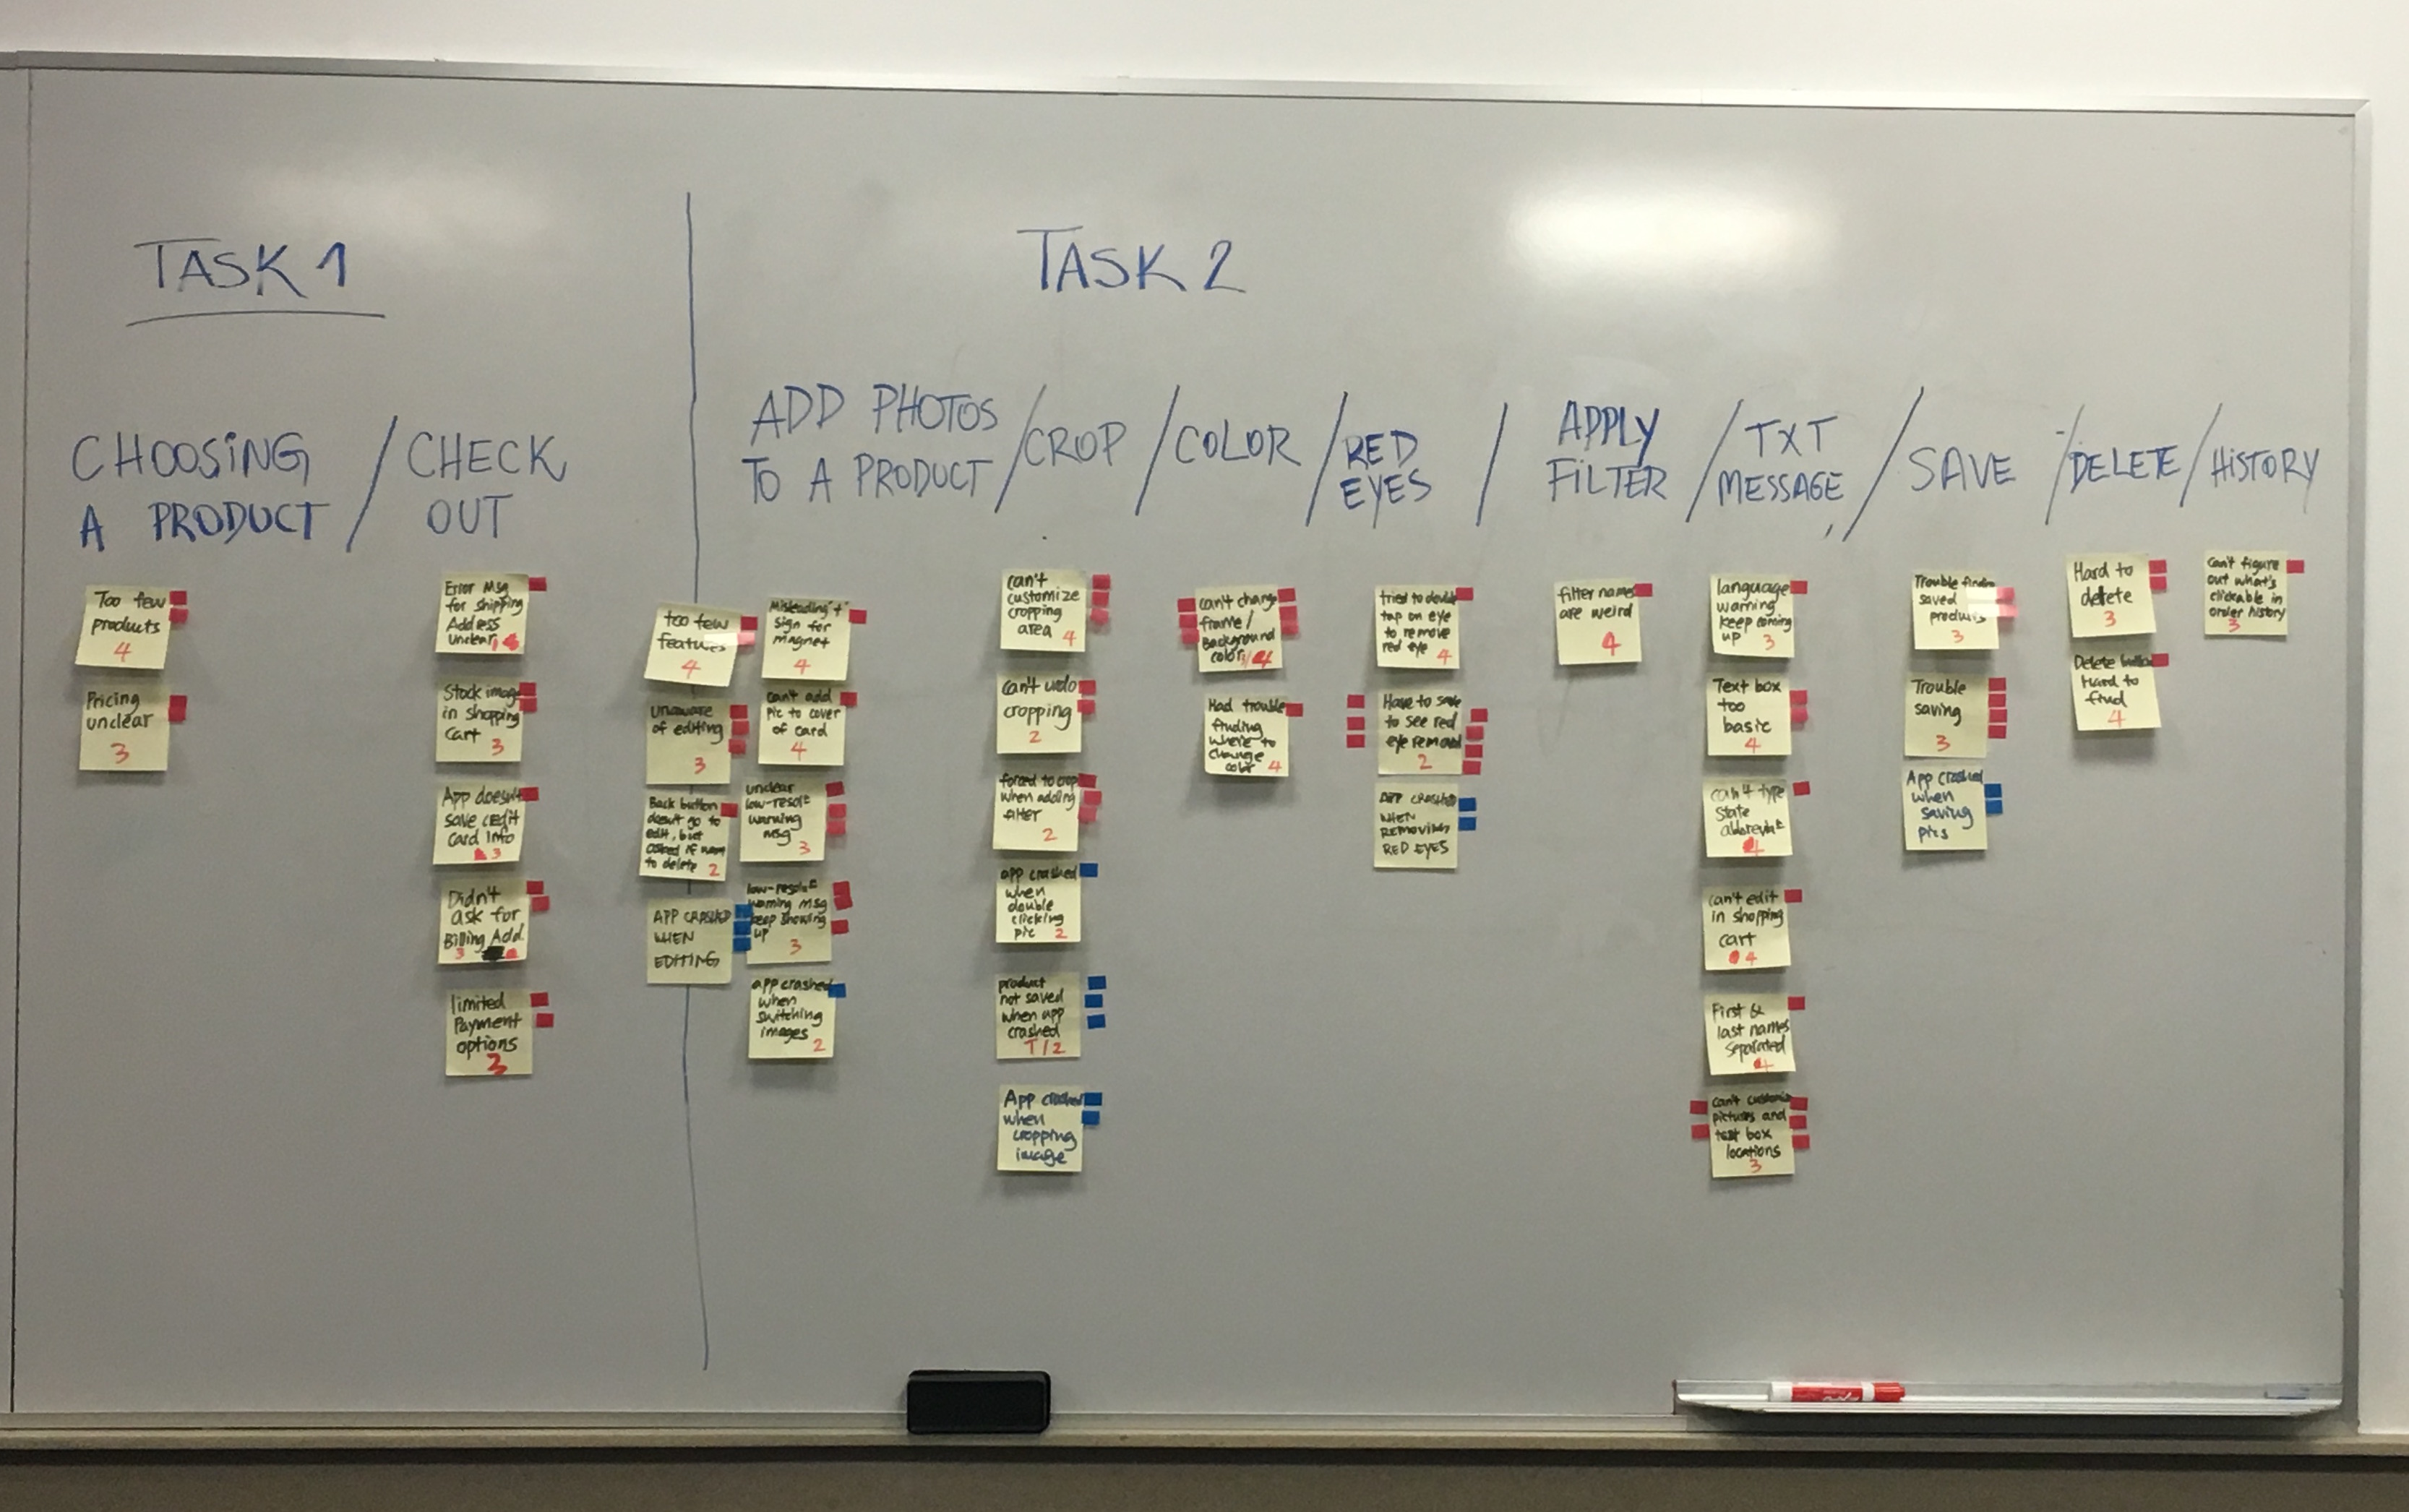 TASK 1
TASK 2
CHOOSING
A PRODUCT
/
CHECK
OUT
ADD PHOTOS
TO A PRODUCT
/
CROP
/
COLOR
/
RED
EYES
/
APPLY
FILTER
/
TXT
MESSAGE
/
SAVE
/
DELETE
/
HISTORY
Too few
products
4
Pricing
unclear
3
Error Msg
for shipping
Address
unclear
4
Stock image
in shopping
cart 3
App doesn't
save credit
card info
3
Didn't
ask for
Billing Add.
3
limited
Payment
options
3
too few
features
4
unaware
of editing
3
Back button
doesn't go to
edit, but
asked if want
to delete 2
APP CRASHED
WHEN
EDITING
Misleading "+"
sign for
magnet
4
can't add
pic to cover
of card
4
unclear
low-resolt
warning
msg 3
low-resolt
warning msg
keep showing
up 3
app crashed
when
switching
images 2
can't
customize
cropping
area 4
can't undo
cropping
2
forced to crop
when adding
filter
2
app crashed
when
double
clicking
pic 2
product
not saved
when app
crashed
T/2
App crashed
when
cropping
image
can't change
frame/
Background
color 4
Had trouble
finding
where to
change
color 4
tried to double
tap on eye
to remove
red eye 4
Have to save
to see red
eye removal
2
APP CRASHED
WHEN
REMOVING
RED EYES
filter names
are weird
4
language
warning
keep coming
up 3
Text box
too
basic
4
can't type
state
4
can't edit
in shopping
cart
4
First &
last names
separated
4
can't customize
pictures and
text box
locations
3
Trouble finding
saved
products
3
Trouble
saving
3
App crashed
when
saving
pics
Hard to
delete
3
Delete button
Hard to
find
4
Can't figure
out what's
clickable in
order history
3